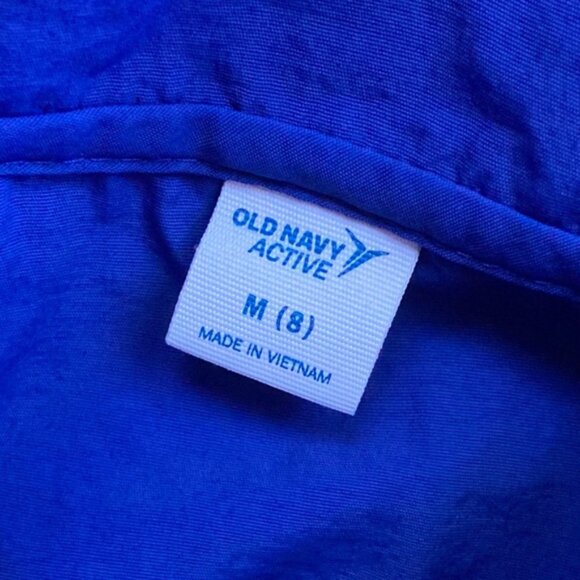 OLD NAVY
ACTIVE
M (8)
MADE IN VIETNAM